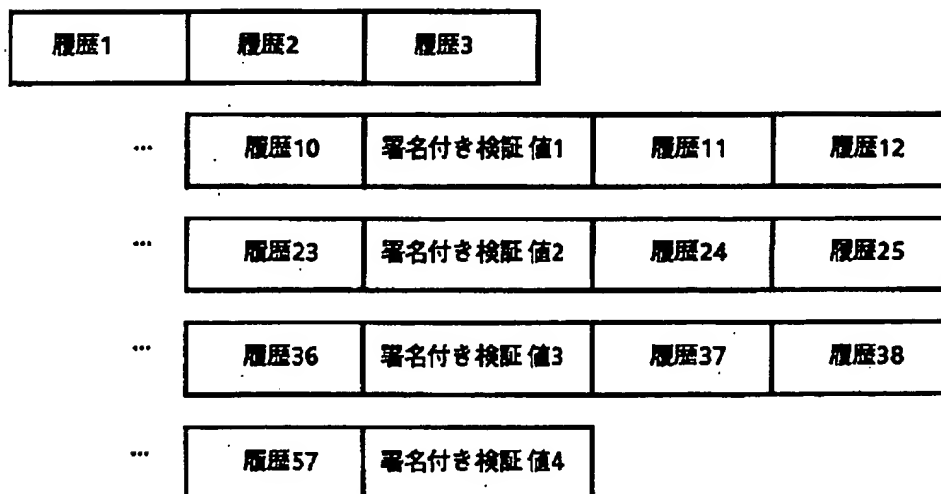 履歴1 履歴2 履歴3
... 履歴10 署名付き検証値1 履歴11 履歴12
... 履歴23 署名付き検証値2 履歴24 履歴25
... 履歴36 署名付き検証値3 履歴37 履歴38
... 履歴57 署名付き検証値4